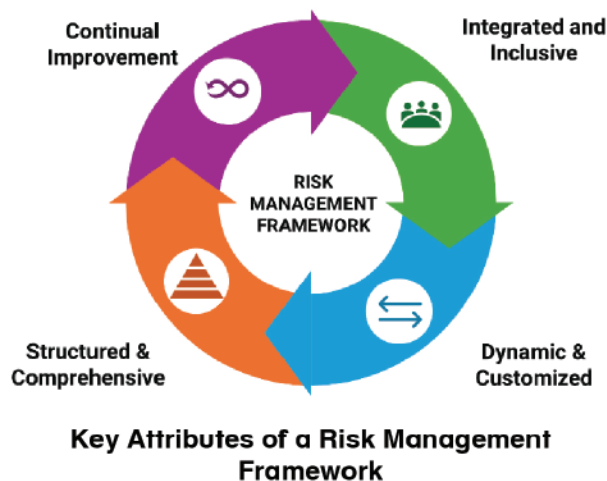 Continual
Improvement
Integrated and
Inclusive
RISK
MANAGEMENT
FRAMEWORK
Structured &
Comprehensive
Dynamic &
Customized
Key Attributes of a Risk Management
Framework